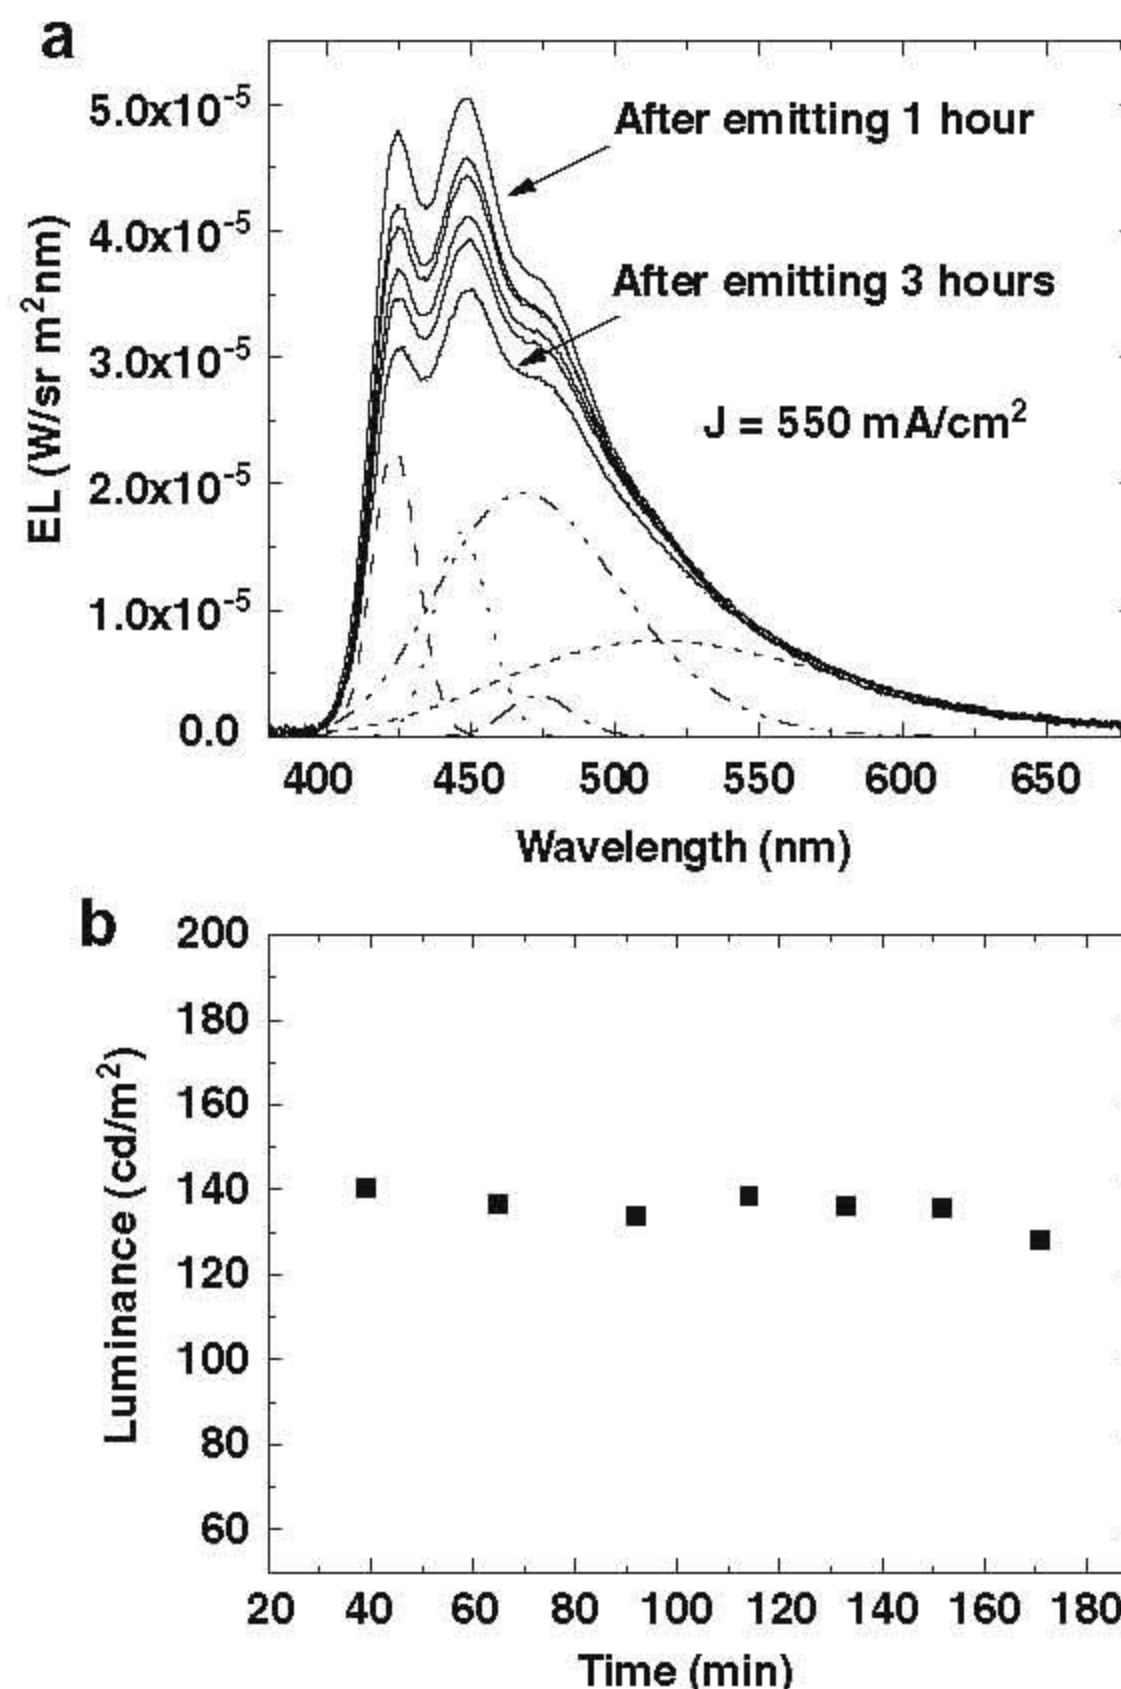 a
5.0x10⁻⁵
4.0x10⁻⁵
3.0x10⁻⁵
2.0x10⁻⁵
1.0x10⁻⁵
0.0
EL (W/sr m²nm)
After emitting 1 hour
After emitting 3 hours
J = 550 mA/cm²
400 450 500 550 600 650
Wavelength (nm)
b
200
180
160
140
120
100
80
60
Luminance (cd/m²)
20 40 60 80 100 120 140 160 180
Time (min)